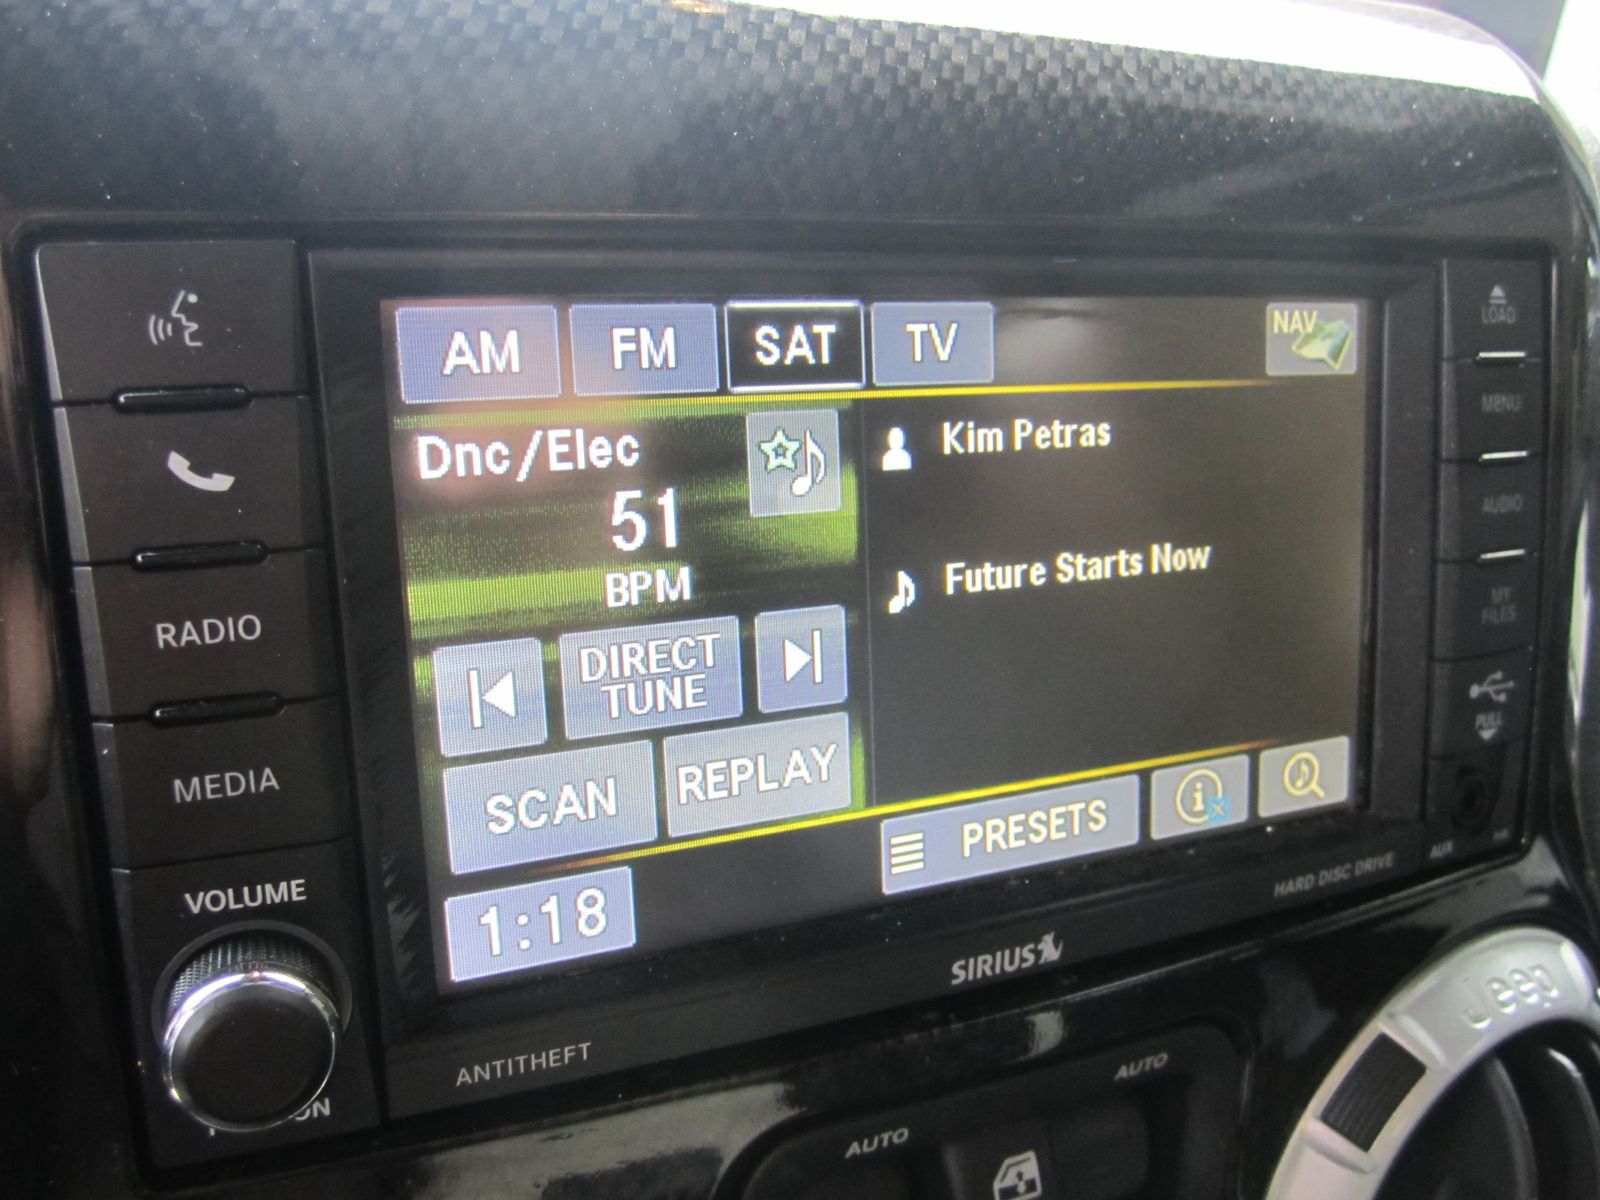 AM FM SAT TV
NAV
LOAD
MENU
AUDIO
MY
FILES
PULL
Dnc/Elec
51
BPM
Kim Petras
Future Starts Now
DIRECT
TUNE
SCAN REPLAY
PRESETS
1:18
RADIO
MEDIA
VOLUME
ANTITHEFT
SIRIUS
HARD DISC DRIVE
AUX
Jeep
AUTO
AUTO